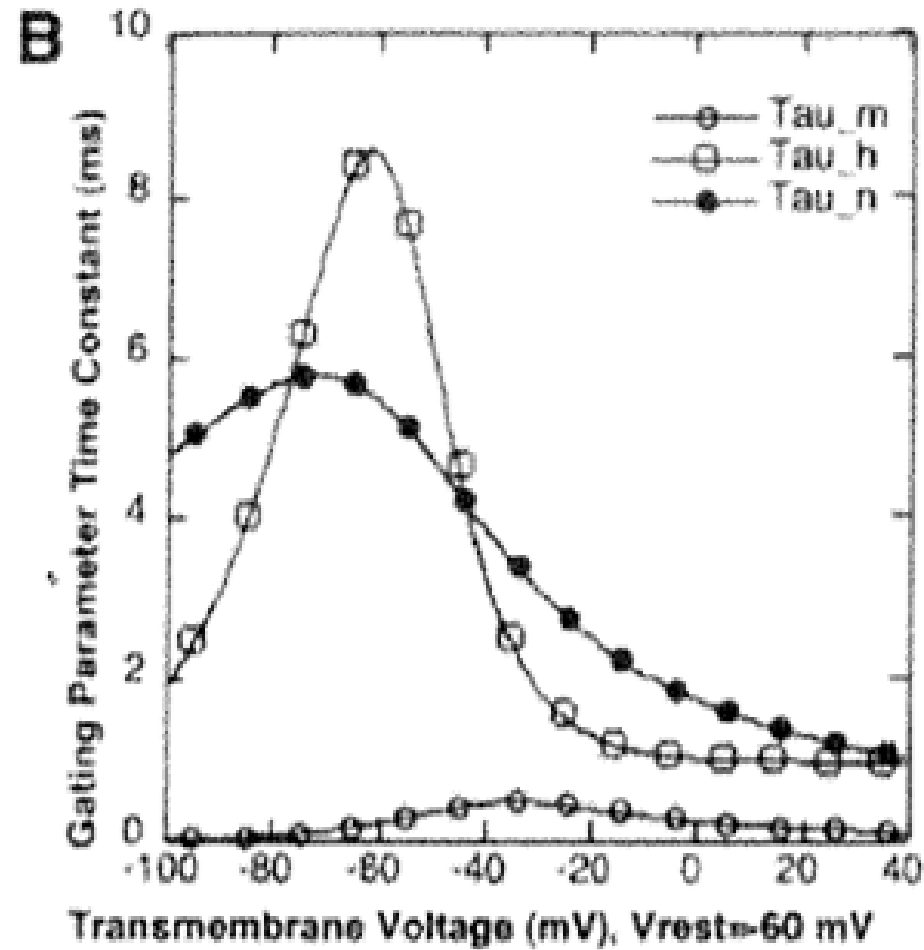 B
10
8
6
4
2
0
Gating Parameter Time Constant (ms)
Tau_m
Tau_h
Tau_n
-100 -80 -60 -40 -20 0 20 40
Transmembrane Voltage (mV), Vrest=-60 mV